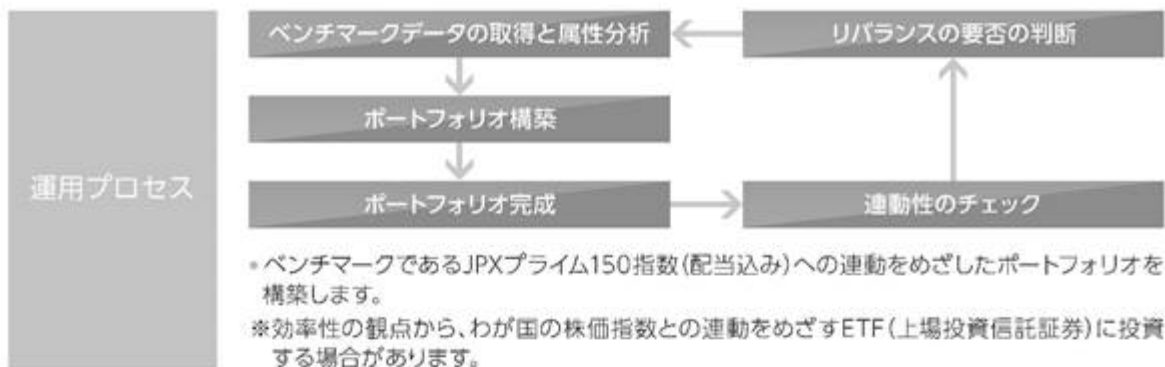 運用プロセス
ベンチマークデータの取得と属性分析
リバランスの要否の判断
ポートフォリオ構築
ポートフォリオ完成
連動性のチェック
●ベンチマークであるJPXプライム150指数(配当込み)への連動をめざしたポートフォリオを
構築します。
※効率性の観点から、わが国の株価指数との連動をめざすETF(上場投資信託証券)に投資
する場合があります。